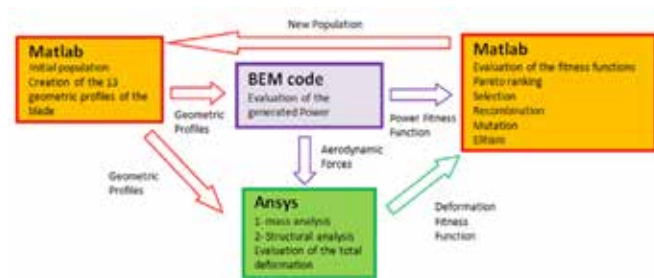 New Population
Matlab
Initial population
Creation of the 13
geometric profiles of the
blade
Geometric
Profiles
BEM code
Evaluation of the
generated Power
Power Fitness
Function
Matlab
Evaluation of the fitness functions
Pareto ranking
Selection
Recombination
Mutation
Elitism
Geometric
Profiles
Aerodynamic
Forces
Ansys
1- mass analysis
2- Structural analysis
Evaluation of the total
deformation
Deformation
Fitness
Function